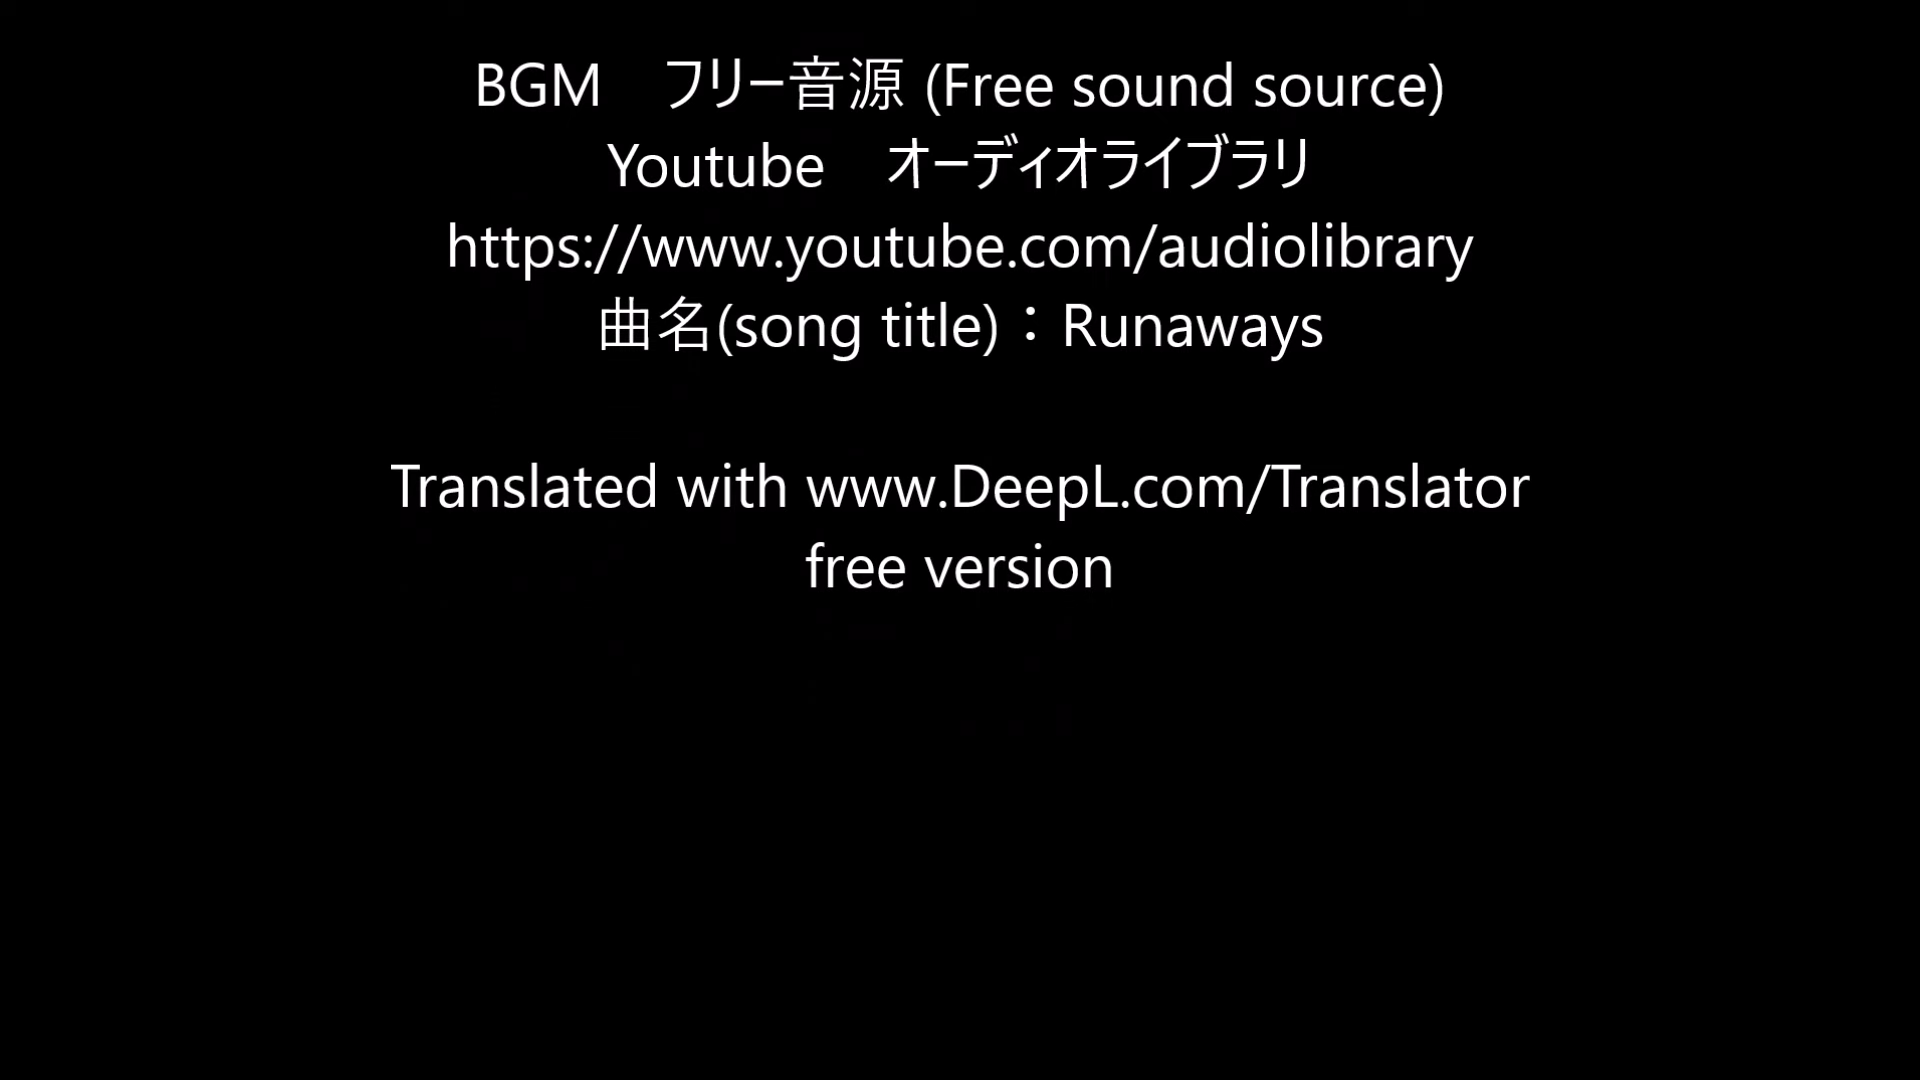 BGM　フリー音源 (Free sound source)
Youtube　オーディオライブラリ
https://www.youtube.com/audiolibrary
曲名(song title)：Runaways
Translated with www.DeepL.com/Translator
free version